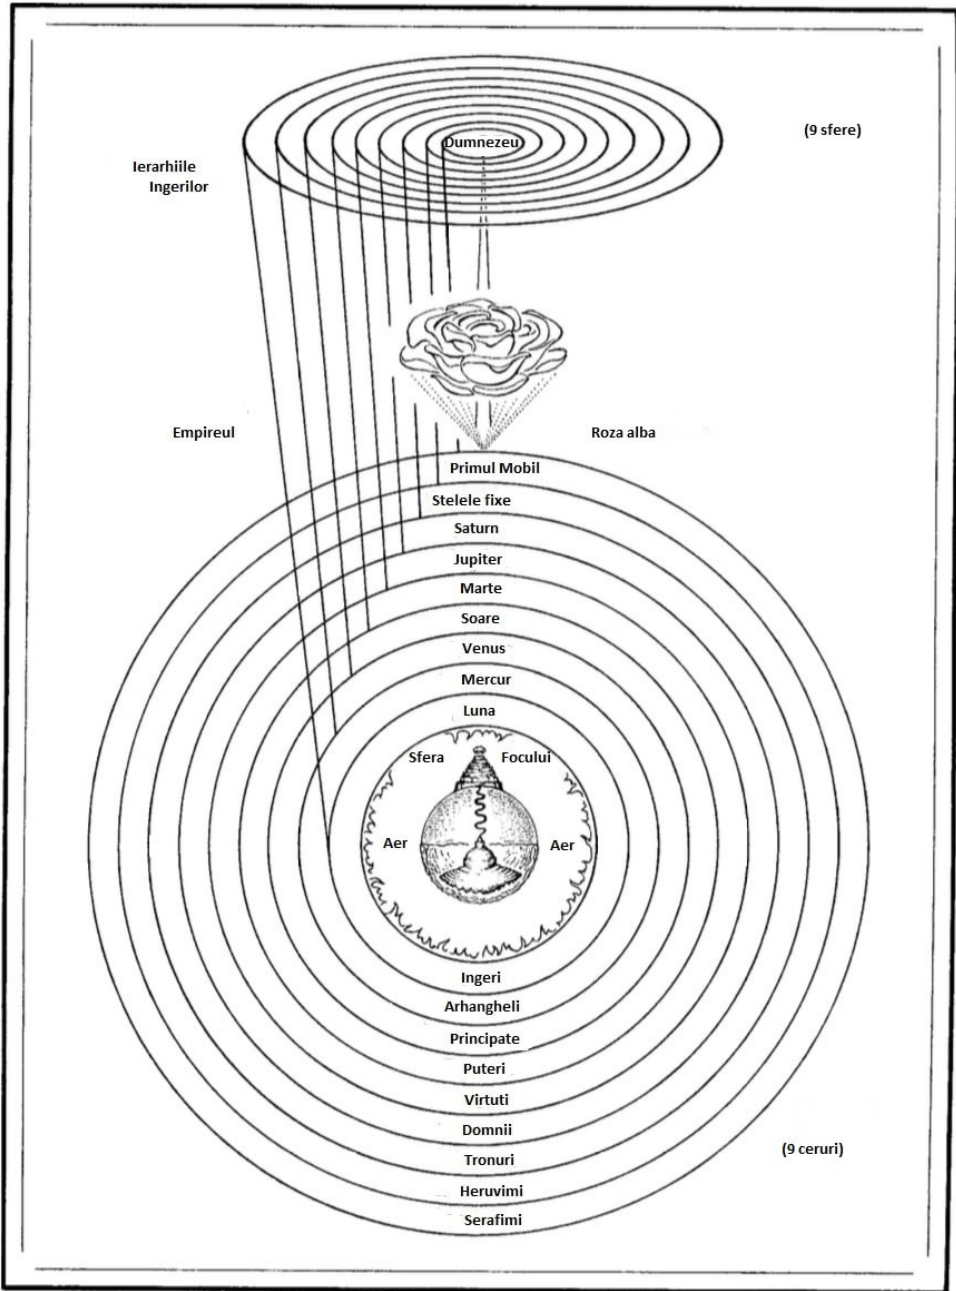 Dumnezeu
(9 sfere)
Ierarhiile
Ingerilor
Empireul
Roza alba
Primul Mobil
Stelele fixe
Saturn
Jupiter
Marte
Soare
Venus
Mercur
Luna
Sfera Focului
Aer Aer
Ingeri
Arhangheli
Principate
Puteri
Virtuti
Domnii
(9 ceruri)
Tronuri
Heruvimi
Serafimi